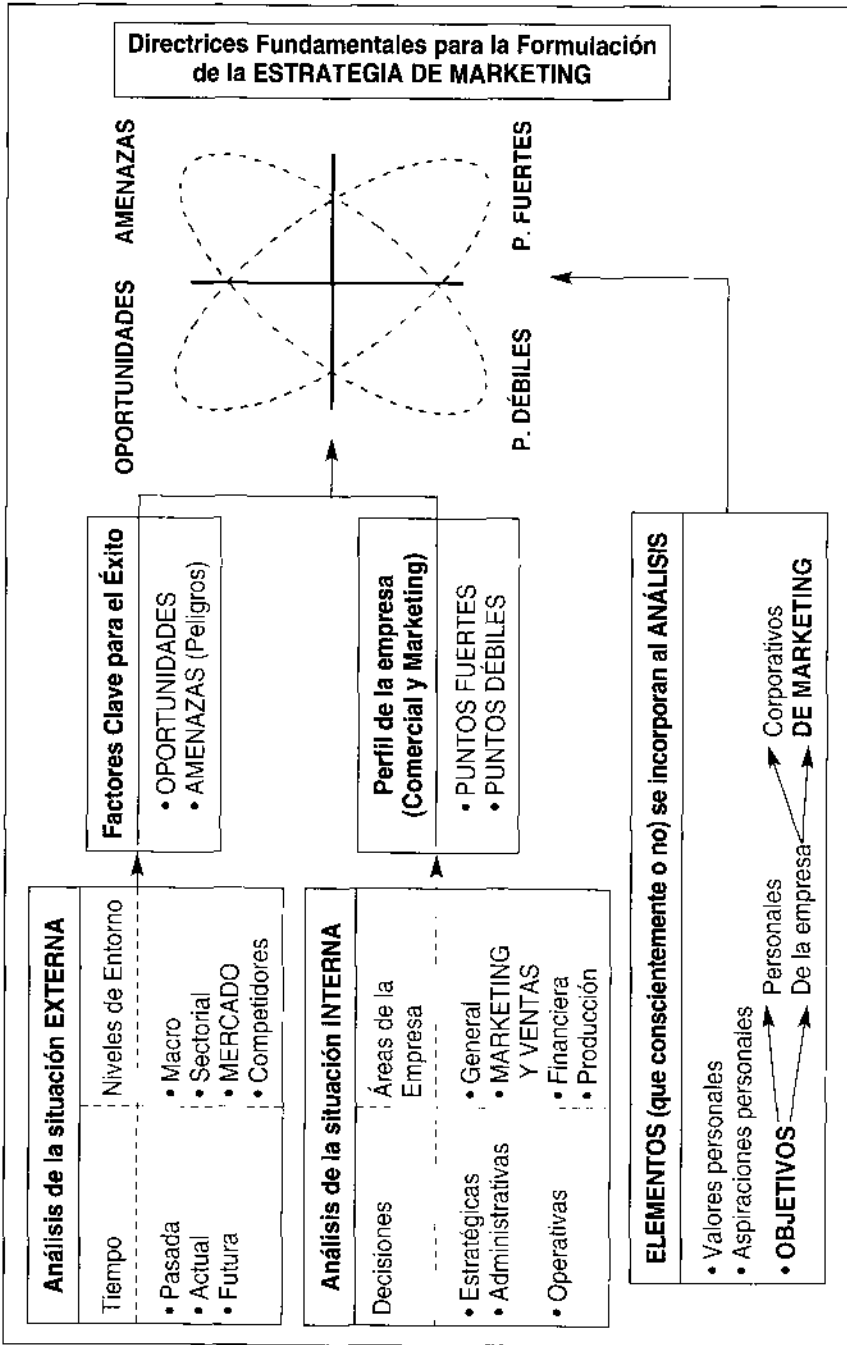 Análisis de la situación EXTERNA
Tiempo
Niveles de Entorno
• Pasada
• Actual
• Futura
• Macro
• Sectorial
• MERCADO
• Competidores
Factores Clave para el Éxito
• OPORTUNIDADES
• AMENAZAS (Peligros)
Análisis de la situación INTERNA
Decisiones
Áreas de la
Empresa
• Estratégicas
• Administrativas
• Operativas
• General
• MARKETING
Y VENTAS
• Financiera
• Producción
Perfil de la empresa
(Comercial y Marketing)
• PUNTOS FUERTES
• PUNTOS DÉBILES
ELEMENTOS (que conscientemente o no) se incorporan al ANÁLISIS
• Valores personales
• Aspiraciones personales
• OBJETIVOS
Personales
De la empresa
Corporativos
DE MARKETING
OPORTUNIDADES
AMENAZAS
P. DÉBILES
P. FUERTES
Directrices Fundamentales para la Formulación
de la ESTRATEGIA DE MARKETING